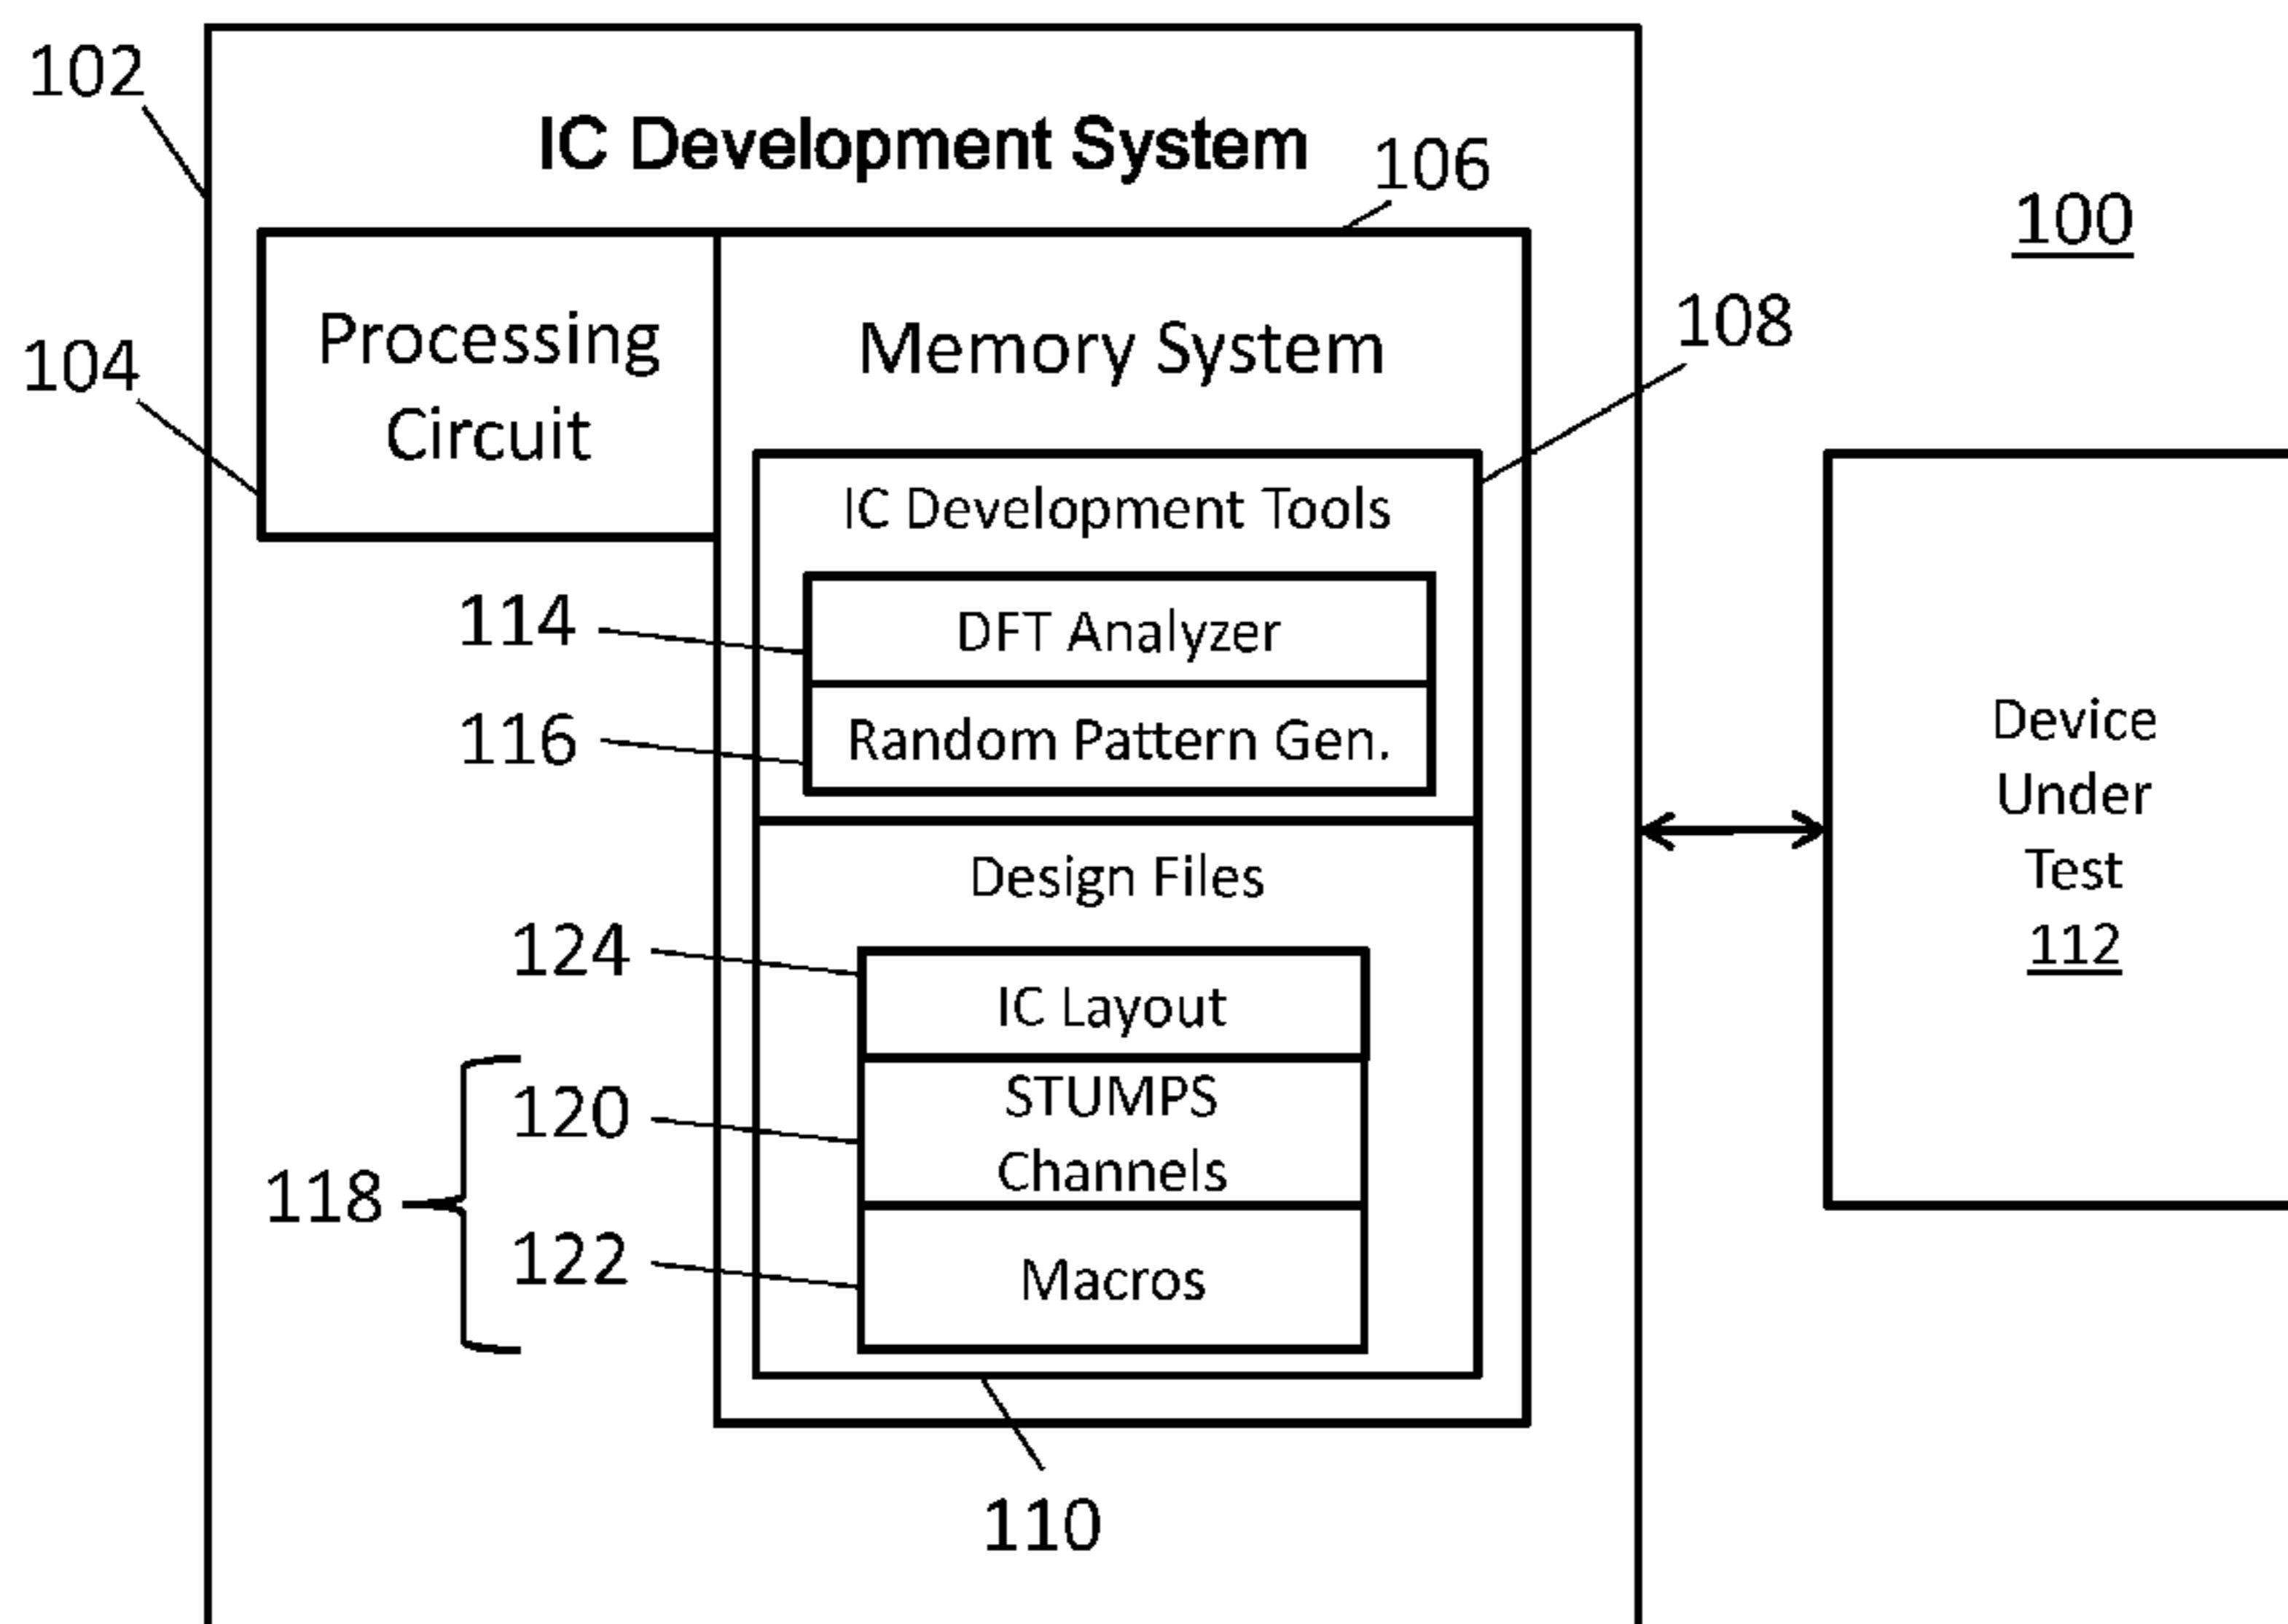 102
IC Development System
106
100
Processing
Circuit
Memory System
108
104
IC Development Tools
114
DFT Analyzer
116
Random Pattern Gen.
Device
Under
Test
112
Design Files
124
IC Layout
120
STUMPS
Channels
118
122
Macros
110